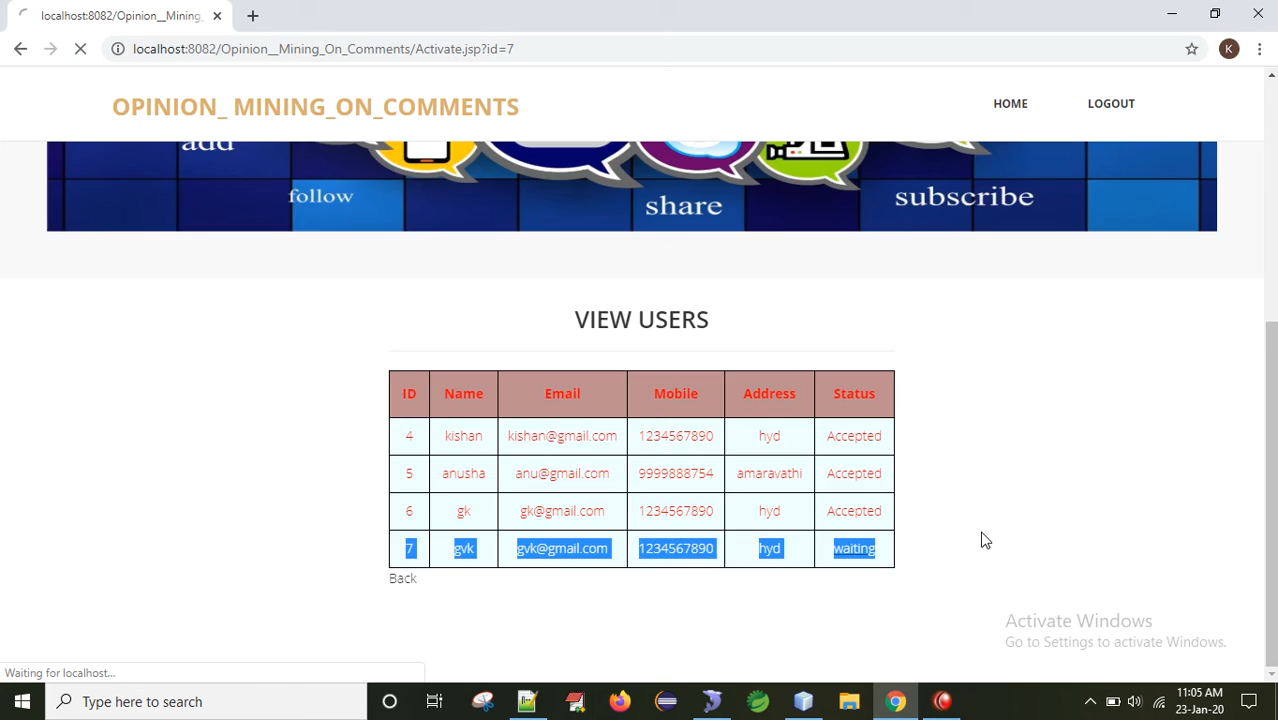 localhost:8082/Opinion__Mining_
localhost:8082/Opinion__Mining_On_Comments/Activate.jsp?id=7
K
OPINION_ MINING_ON_COMMENTS
HOME
LOGOUT
add
follow
share
subscribe
VIEW USERS
ID Name Email Mobile Address Status
4 kishan kishan@gmail.com 1234567890 hyd Accepted
5 anusha anu@gmail.com 9999888754 amaravathi Accepted
6 gk gk@gmail.com 1234567890 hyd Accepted
7 gvk gvk@gmail.com 1234567890 hyd waiting
Back
Activate Windows
Go to Settings to activate Windows.
Waiting for localhost...
Type here to search
11:05 AM
23-Jan-20